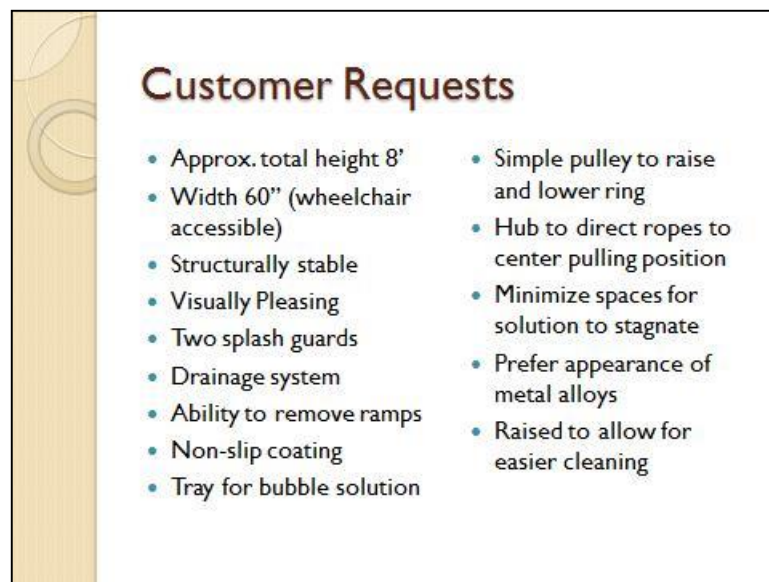 Customer Requests
• Approx. total height 8’
• Width 60” (wheelchair
accessible)
• Structurally stable
• Visually Pleasing
• Two splash guards
• Drainage system
• Ability to remove ramps
• Non-slip coating
• Tray for bubble solution
• Simple pulley to raise
and lower ring
• Hub to direct ropes to
center pulling position
• Minimize spaces for
solution to stagnate
• Prefer appearance of
metal alloys
• Raised to allow for
easier cleaning